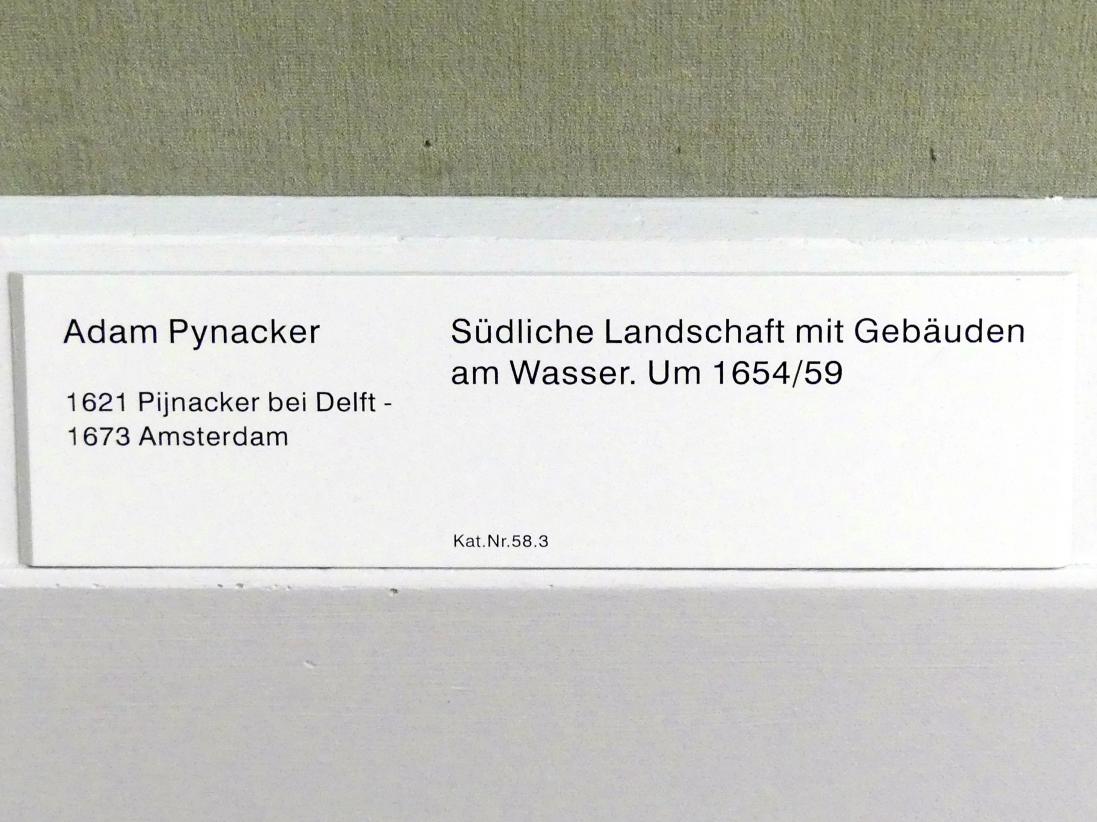 Adam Pynacker
1621 Pijnacker bei Delft -
1673 Amsterdam
Südliche Landschaft mit Gebäuden
am Wasser. Um 1654/59
Kat.Nr.58.3